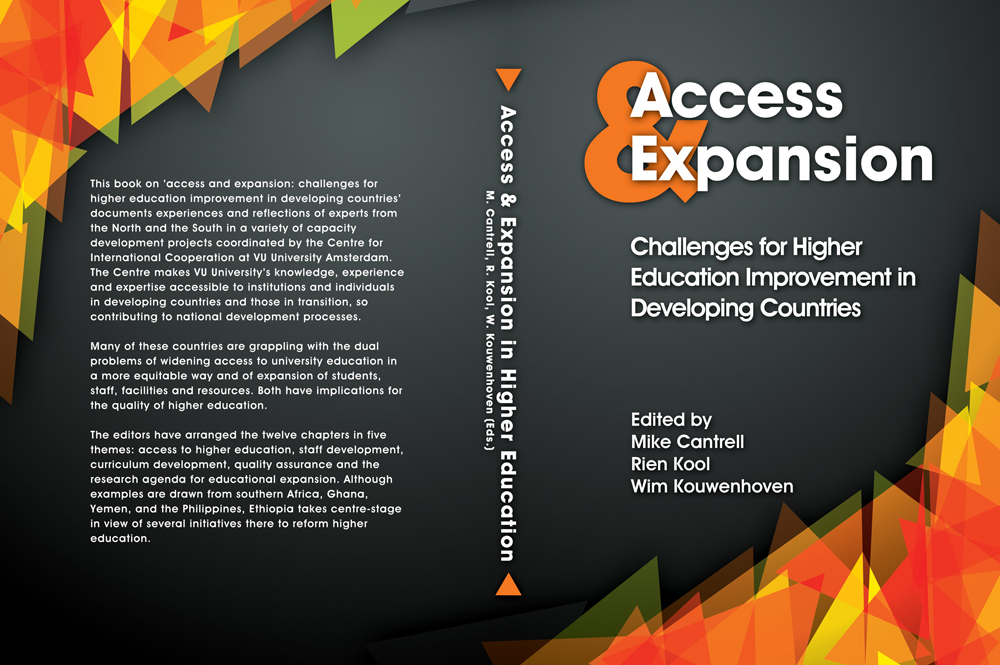 This book on 'access and expansion: challenges for
higher education improvement in developing countries'
documents experiences and reflections of experts from
the North and the South in a variety of capacity
development projects coordinated by the Centre for
International Cooperation at VU University Amsterdam.
The Centre makes VU University's knowledge, experience
and expertise accessible to institutions and individuals
in developing countries and those in transition, so
contributing to national development processes.
Many of these countries are grappling with the dual
problems of widening access to university education in
a more equitable way and of expansion of students,
staff, facilities and resources. Both have implications for
the quality of higher education.
The editors have arranged the twelve chapters in five
themes: access to higher education, staff development,
curriculum development, quality assurance and the
research agenda for educational expansion. Although
examples are drawn from southern Africa, Ghana,
Yemen, and the Philippines, Ethiopia takes centre-stage
in view of several initiatives there to reform higher
education.
Access & Expansion in Higher Education
M. Cantrell, R. Kool, W. Kouwenhoven (Eds.)
Access
&
Expansion
Challenges for Higher
Education Improvement in
Developing Countries
Edited by
Mike Cantrell
Rien Kool
Wim Kouwenhoven